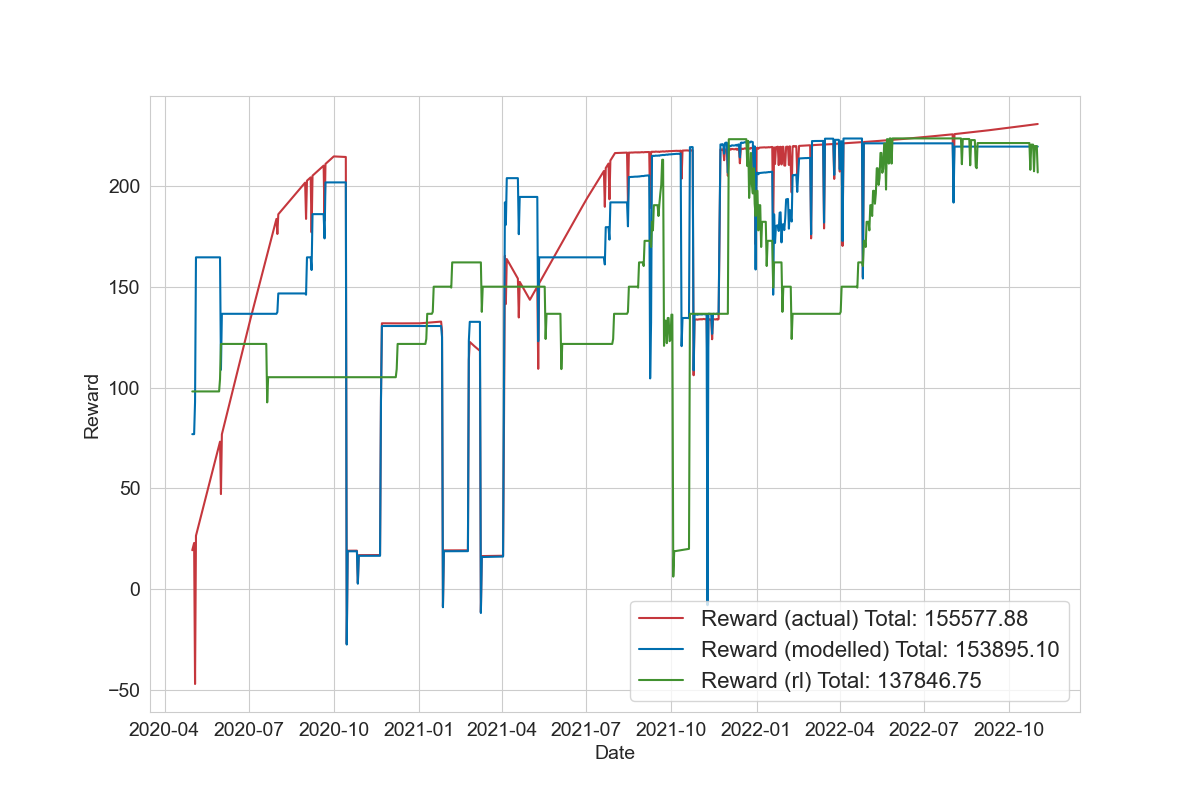 200
150
100
50
0
−50
Reward
Reward (actual) Total: 155577.88
Reward (modelled) Total: 153895.10
Reward (rl) Total: 137846.75
2020-04 2020-07 2020-10 2021-01 2021-04 2021-07 2021-10 2022-01 2022-04 2022-07 2022-10
Date